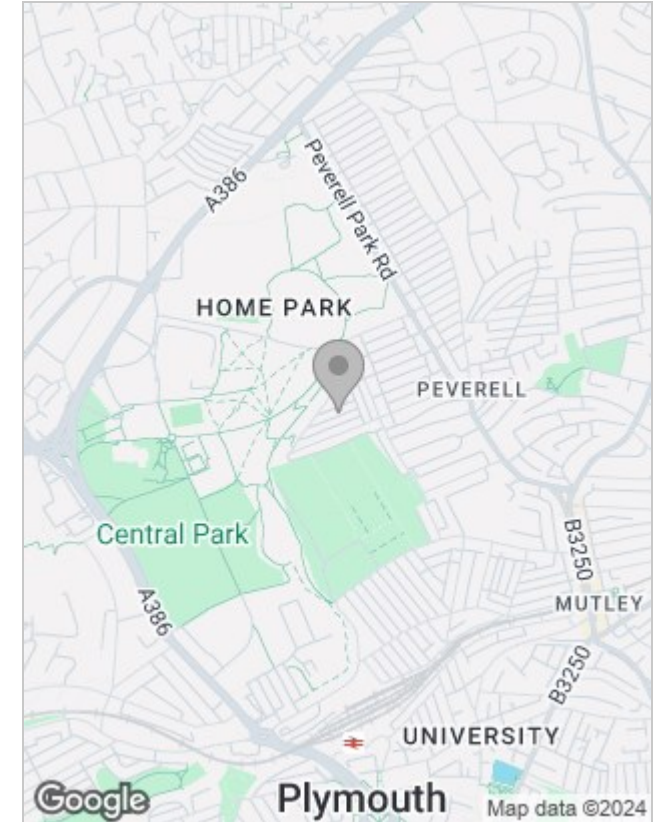 A386
Peverell Park Rd
HOME PARK
PEVERELL
Central Park
B3250
A386
MUTLEY
B3250
UNIVERSITY
Plymouth
Google
Map data ©2024